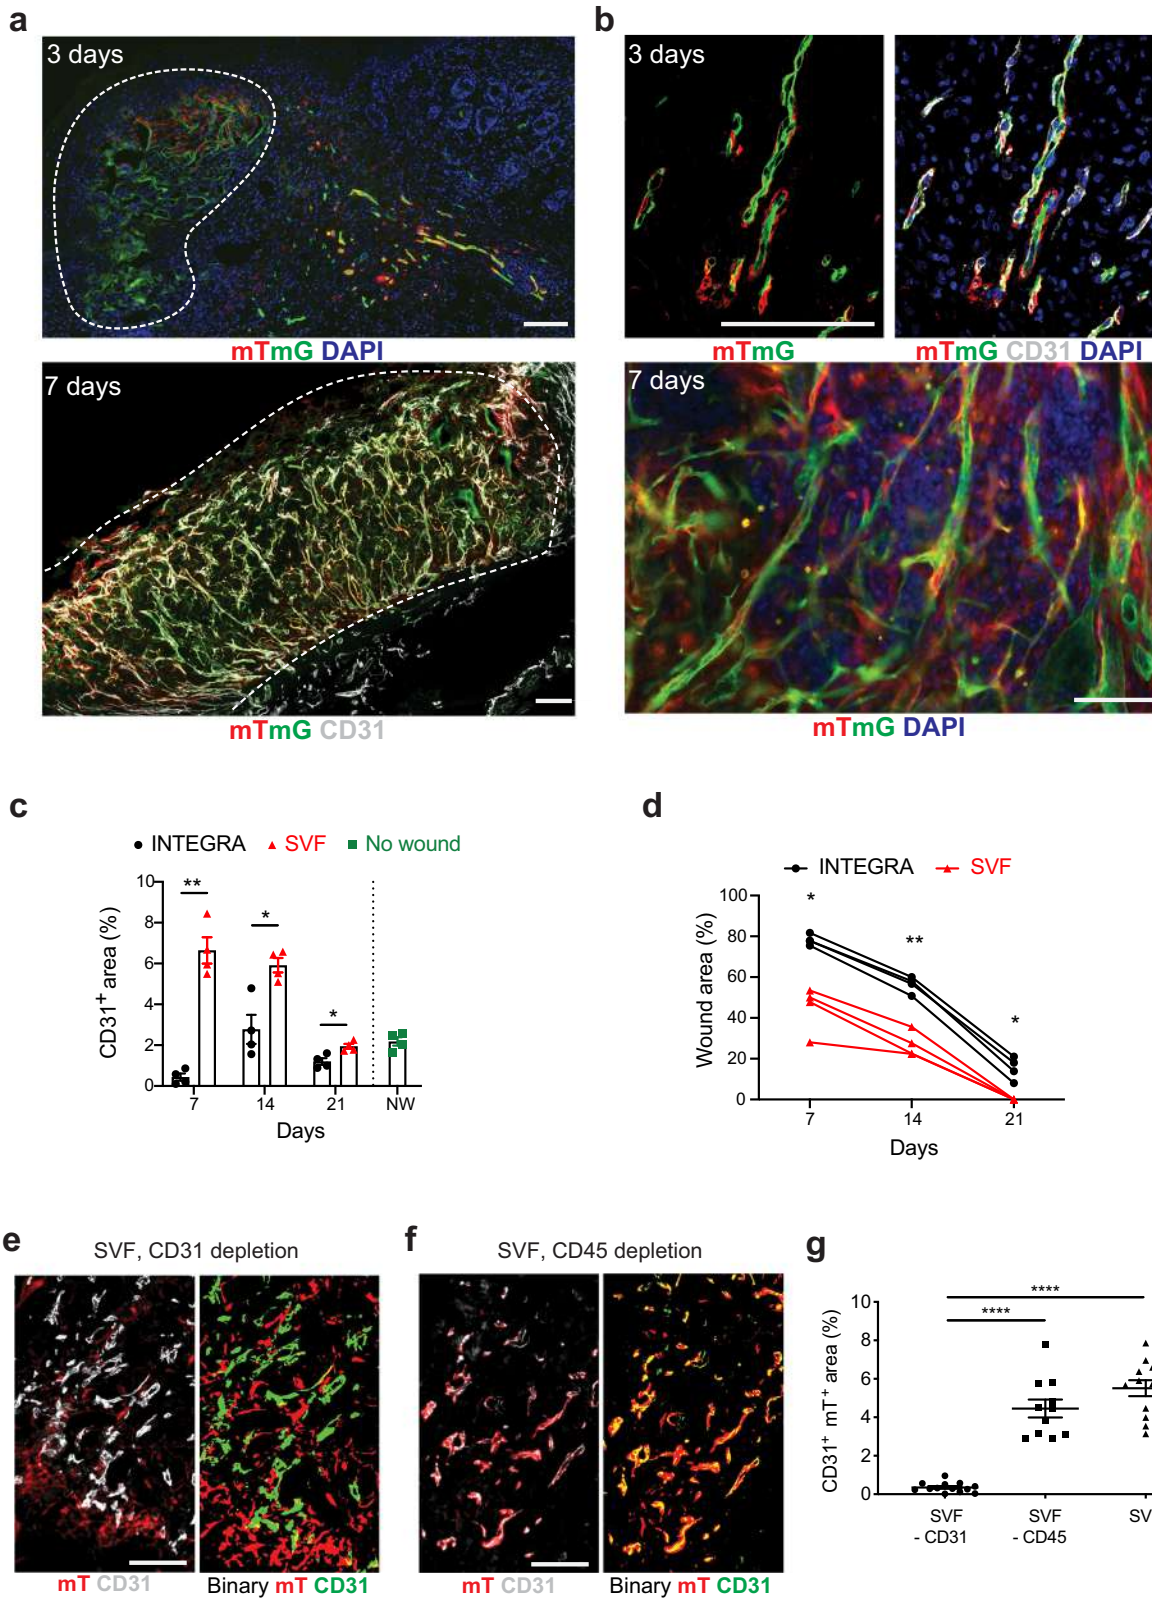 a
3 days
mTmG DAPI
7 days
mTmG CD31
b
3 days
mTmG
mTmG CD31 DAPI
7 days
mTmG DAPI
c
INTEGRA SVF No wound
CD31+ area (%)
10
8
6
4
2
0
** * *
7 14 21 NW
Days
d
INTEGRA SVF
Wound area (%)
100
80
60
40
20
0
* ** *
7 14 21
Days
e
SVF, CD31 depletion
mT CD31
Binary mT CD31
f
SVF, CD45 depletion
mT CD31
Binary mT CD31
g
CD31+ mT+ area (%)
10
8
6
4
2
0
****
****
SVF
- CD31
SVF
- CD45
SV